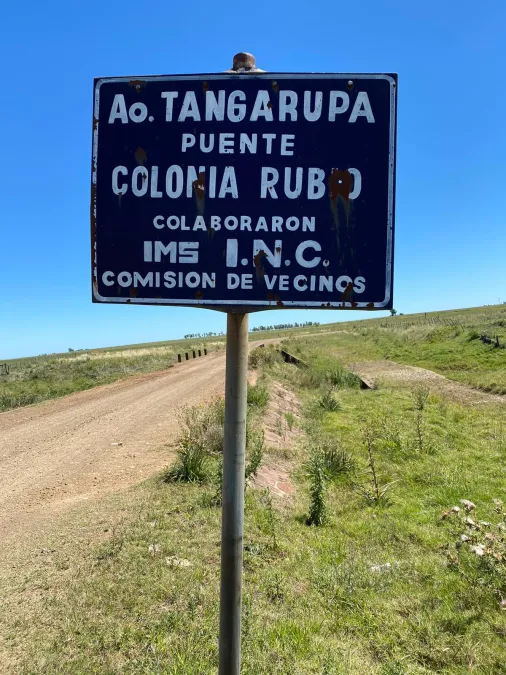 Ao. TANGARUPA
PUENTE
COLONIA RUBIO
COLABORARON
IMS I.N.C.
COMISION DE VECINOS